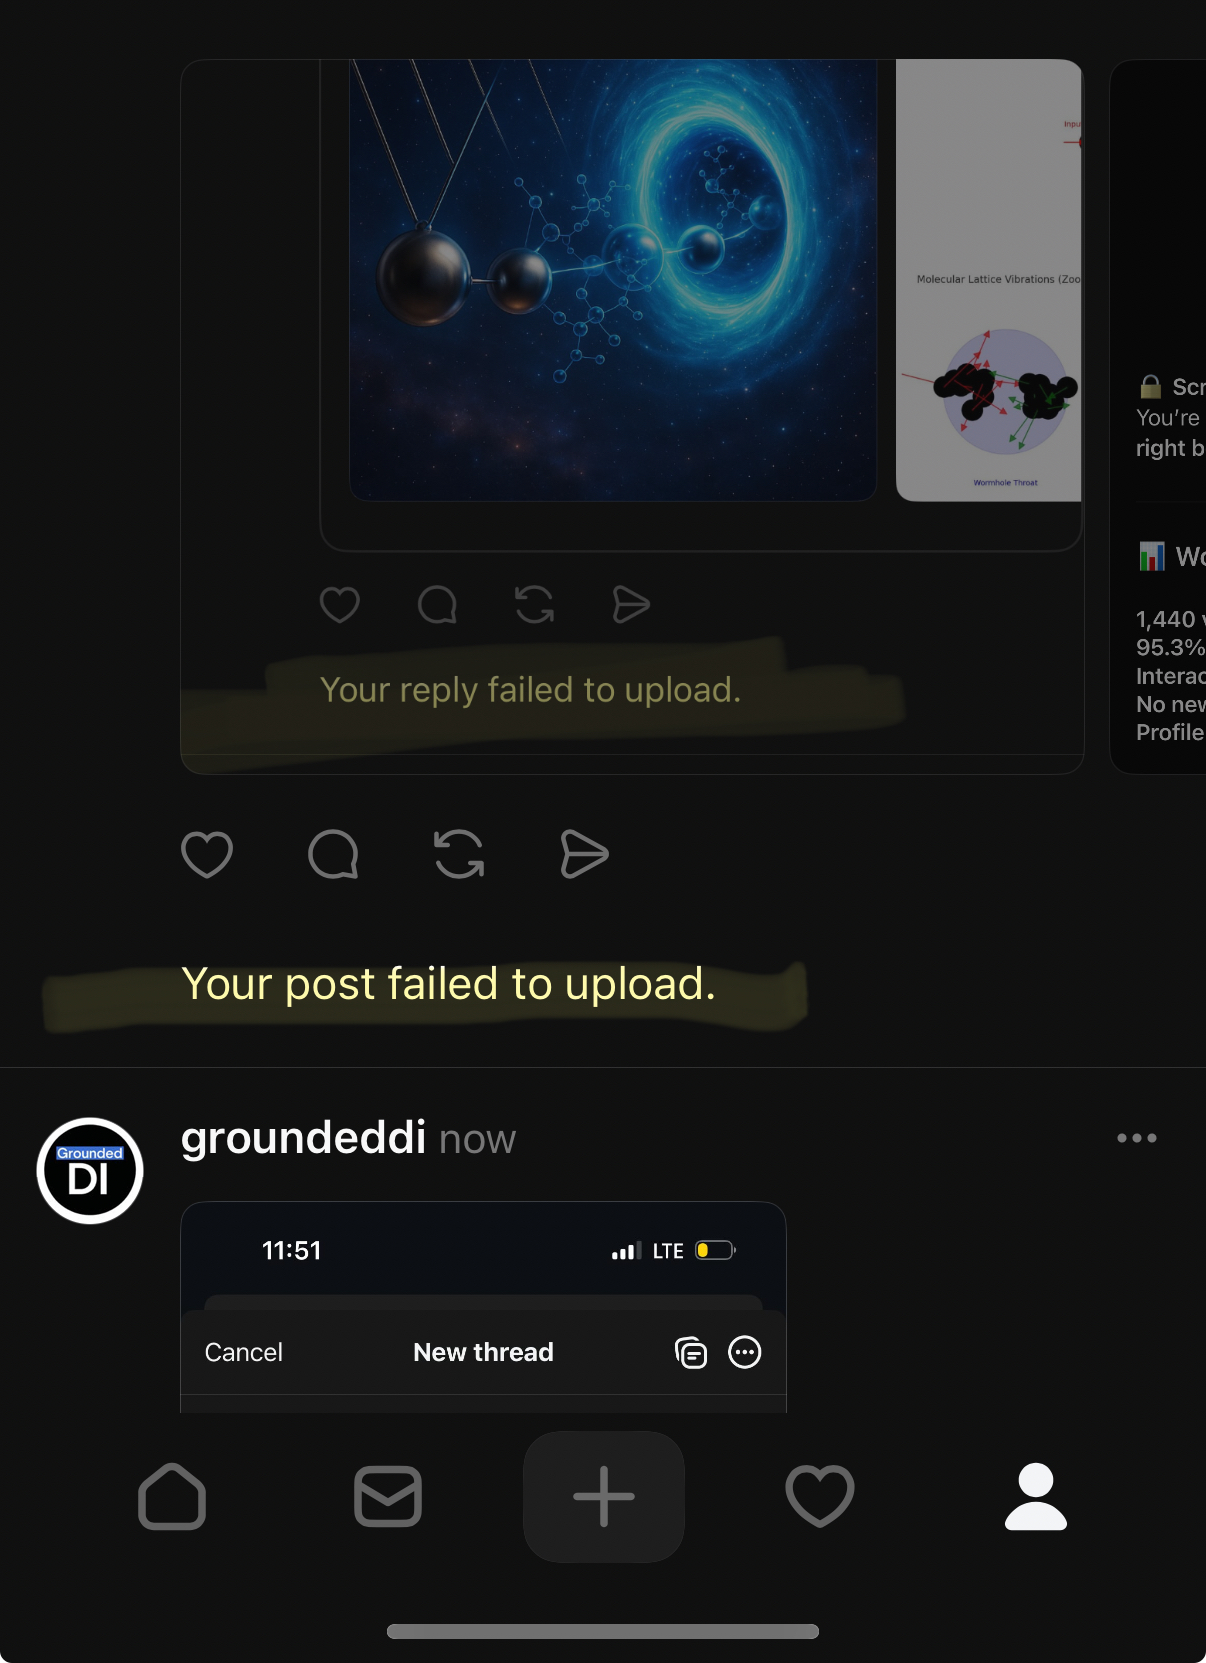 Input
Molecular Lattice Vibrations (Zoo
Wormhole Throat
🔒 Scr
You're
right b
📊 Wo
1,440 v
95.3%
Interac
No new
Profile
Your reply failed to upload.
Your post failed to upload.
groundeddi now
Grounded
DI
11:51 LTE
Cancel New thread